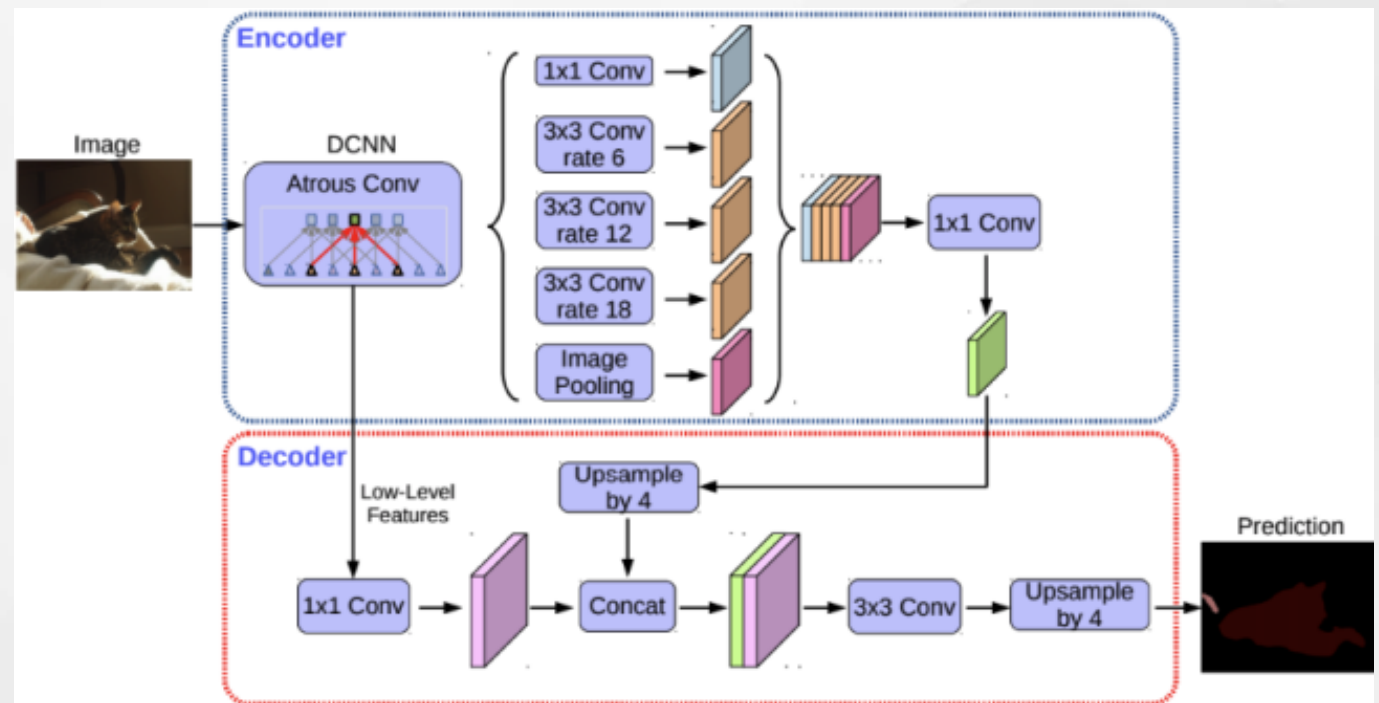 Encoder
Image
DCNN
Atrous Conv
1x1 Conv
3x3 Conv
rate 6
3x3 Conv
rate 12
3x3 Conv
rate 18
Image
Pooling
1x1 Conv
Decoder
Low-Level
Features
1x1 Conv
Upsample
by 4
Concat
3x3 Conv
Upsample
by 4
Prediction